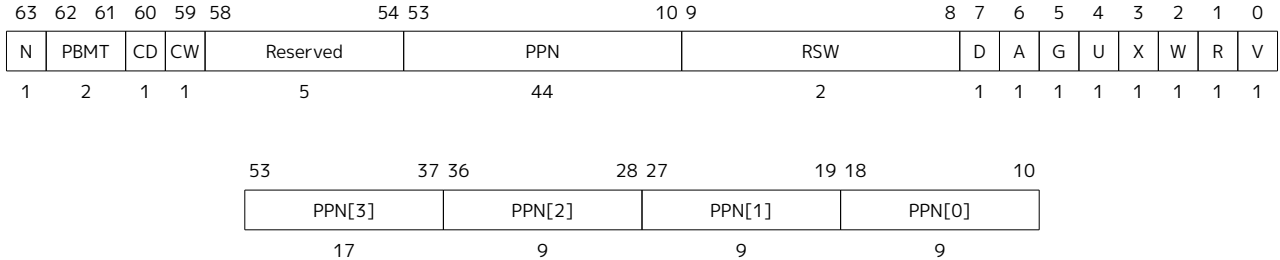 63 62 61 60 59 58 54 53 10 9 8 7 6 5 4 3 2 1 0
N PBMT CD CW Reserved PPN RSW D A G U X W R V
1 2 1 1 5 44 2 1 1 1 1 1 1 1 1
53 37 36 28 27 19 18 10
PPN[3] PPN[2] PPN[1] PPN[0]
17 9 9 9